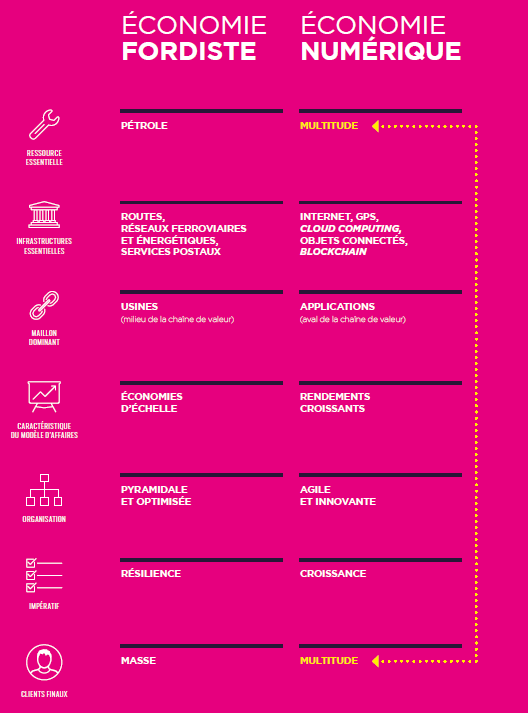 ÉCONOMIE
FORDISTE
ÉCONOMIE
NUMÉRIQUE
RESSOURCE
ESSENTIELLE
PÉTROLE
MULTITUDE
INFRASTRUCTURES
ESSENTIELLES
ROUTES,
RÉSEAUX FERROVIAIRES
ET ÉNERGÉTIQUES,
SERVICES POSTAUX
INTERNET, GPS,
CLOUD COMPUTING,
OBJETS CONNECTÉS,
BLOCKCHAIN
MAILLON
DOMINANT
USINES
(milieu de la chaîne de valeur)
APPLICATIONS
(aval de la chaîne de valeur)
CARACTÉRISTIQUE
DU MODÈLE D'AFFAIRES
ÉCONOMIES
D'ÉCHELLE
RENDEMENTS
CROISSANTS
ORGANISATION
PYRAMIDALE
ET OPTIMISÉE
AGILE
ET INNOVANTE
IMPÉRATIF
RÉSILIENCE
CROISSANCE
CLIENTS FINAUX
MASSE
MULTITUDE